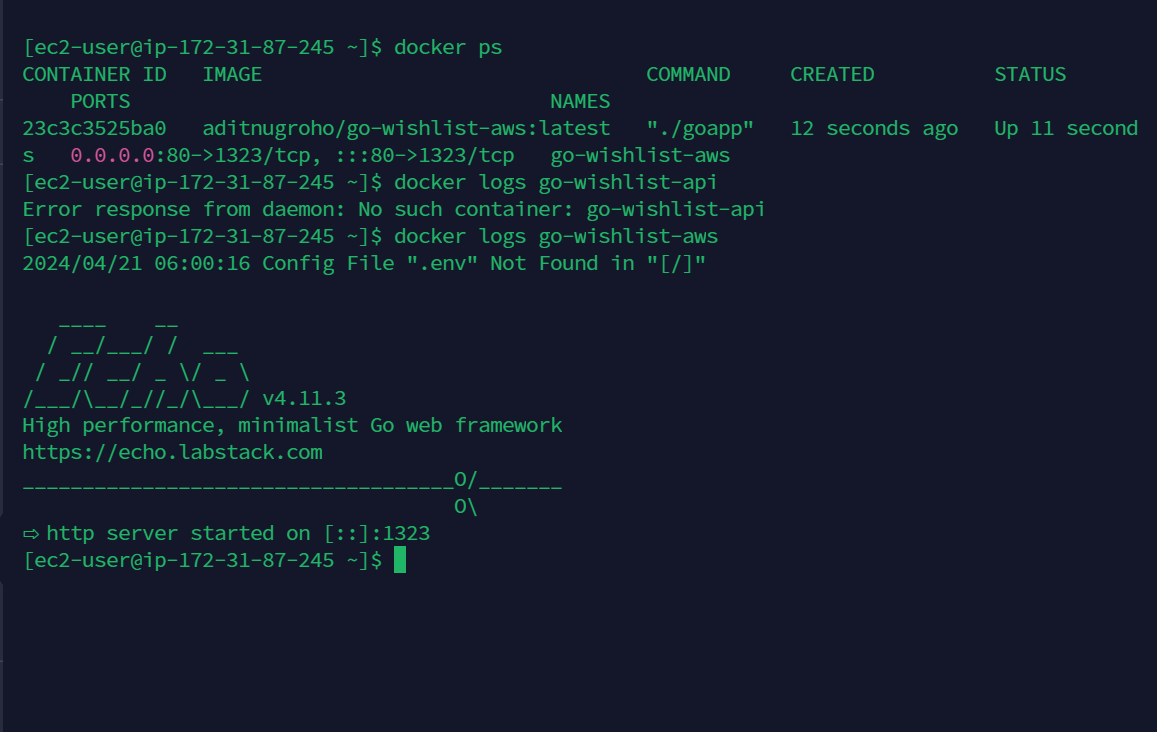 [ec2-user@ip-172-31-87-245 ~]$ docker ps
CONTAINER ID   IMAGE                                COMMAND     CREATED          STATUS
    PORTS                                   NAMES
23c3c3525ba0   aditnugroho/go-wishlist-aws:latest   "./goapp"   12 seconds ago   Up 11 second
s   0.0.0.0:80->1323/tcp, :::80->1323/tcp   go-wishlist-aws
[ec2-user@ip-172-31-87-245 ~]$ docker logs go-wishlist-api
Error response from daemon: No such container: go-wishlist-api
[ec2-user@ip-172-31-87-245 ~]$ docker logs go-wishlist-aws
2024/04/21 06:00:16 Config File ".env" Not Found in "[/]"
   ____    __
  / __/___/ /  ___
 / _// __/ _ \/ _ \
/___/\__/_//_/\___/ v4.11.3
High performance, minimalist Go web framework
https://echo.labstack.com
____________________________________O/_______
                                    O\
⇨ http server started on [::]:1323
[ec2-user@ip-172-31-87-245 ~]$